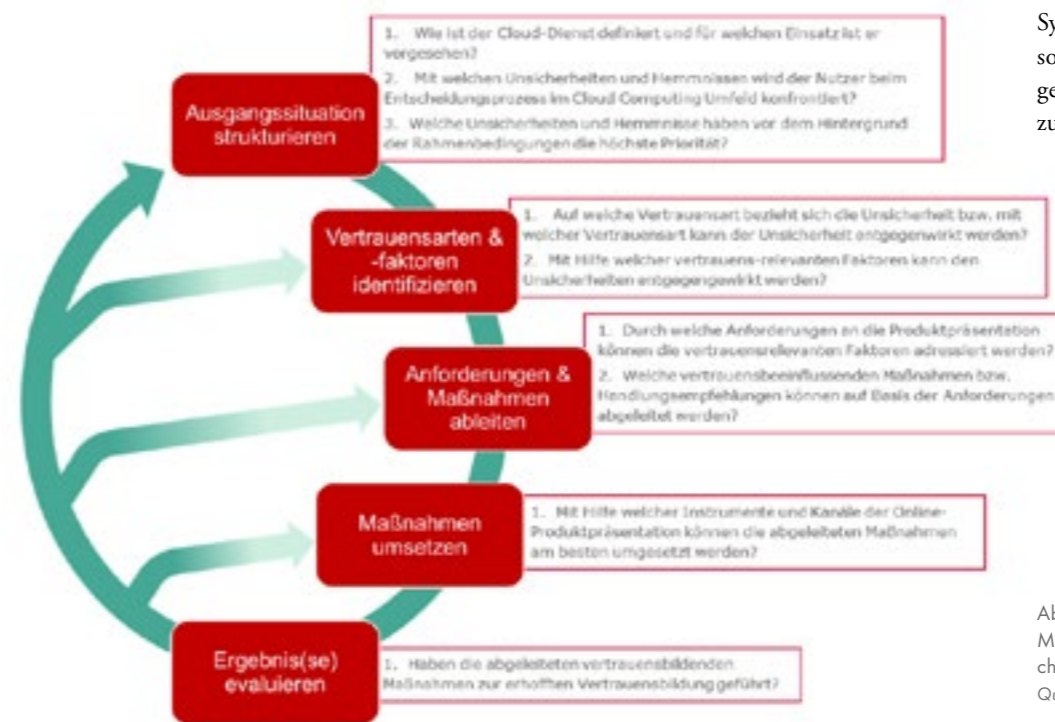 1. Wie ist der Cloud-Dienst definiert und für welchen Einsatz ist er
vorgesehen?
2. Mit welchen Unsicherheiten und Hemmnissen wird der Nutzer beim
Entscheidungsprozess im Cloud Computing Umfeld konfrontiert?
3. Welche Unsicherheiten und Hemmnisse haben vor dem Hintergrund
der Rahmenbedingungen die höchste Priorität?
Ausgangssituation
strukturieren
1. Auf welche Vertrauensart bezieht sich die Unsicherheit bzw. mit
welcher Vertrauensart kann der Unsicherheit entgegenwirkt werden?
2. Mit Hilfe welcher vertrauens-relevanten Faktoren kann den
Unsicherheiten entgegengewirkt werden?
Vertrauensarten &
-faktoren
identifizieren
1. Durch welche Anforderungen an die Produktpräsentation
können die vertrauensrelevanten Faktoren adressiert werden?
2. Welche vertrauensbeeinflussenden Maßnahmen bzw.
Handlungsempfehlungen können auf Basis der Anforderungen
abgeleitet werden?
Anforderungen &
Maßnahmen
ableiten
1. Mit Hilfe welcher Instrumente und Kanäle der Online-
Produktpräsentation können die abgeleiteten Maßnahmen
am besten umgesetzt werden?
Maßnahmen
umsetzen
1. Haben die abgeleiteten vertrauensbildenden
Maßnahmen zur erhofften Vertrauensbildung geführt?
Ergebnis(se)
evaluieren
Sy
so
ge
zu
Ab
M
ch
Qu